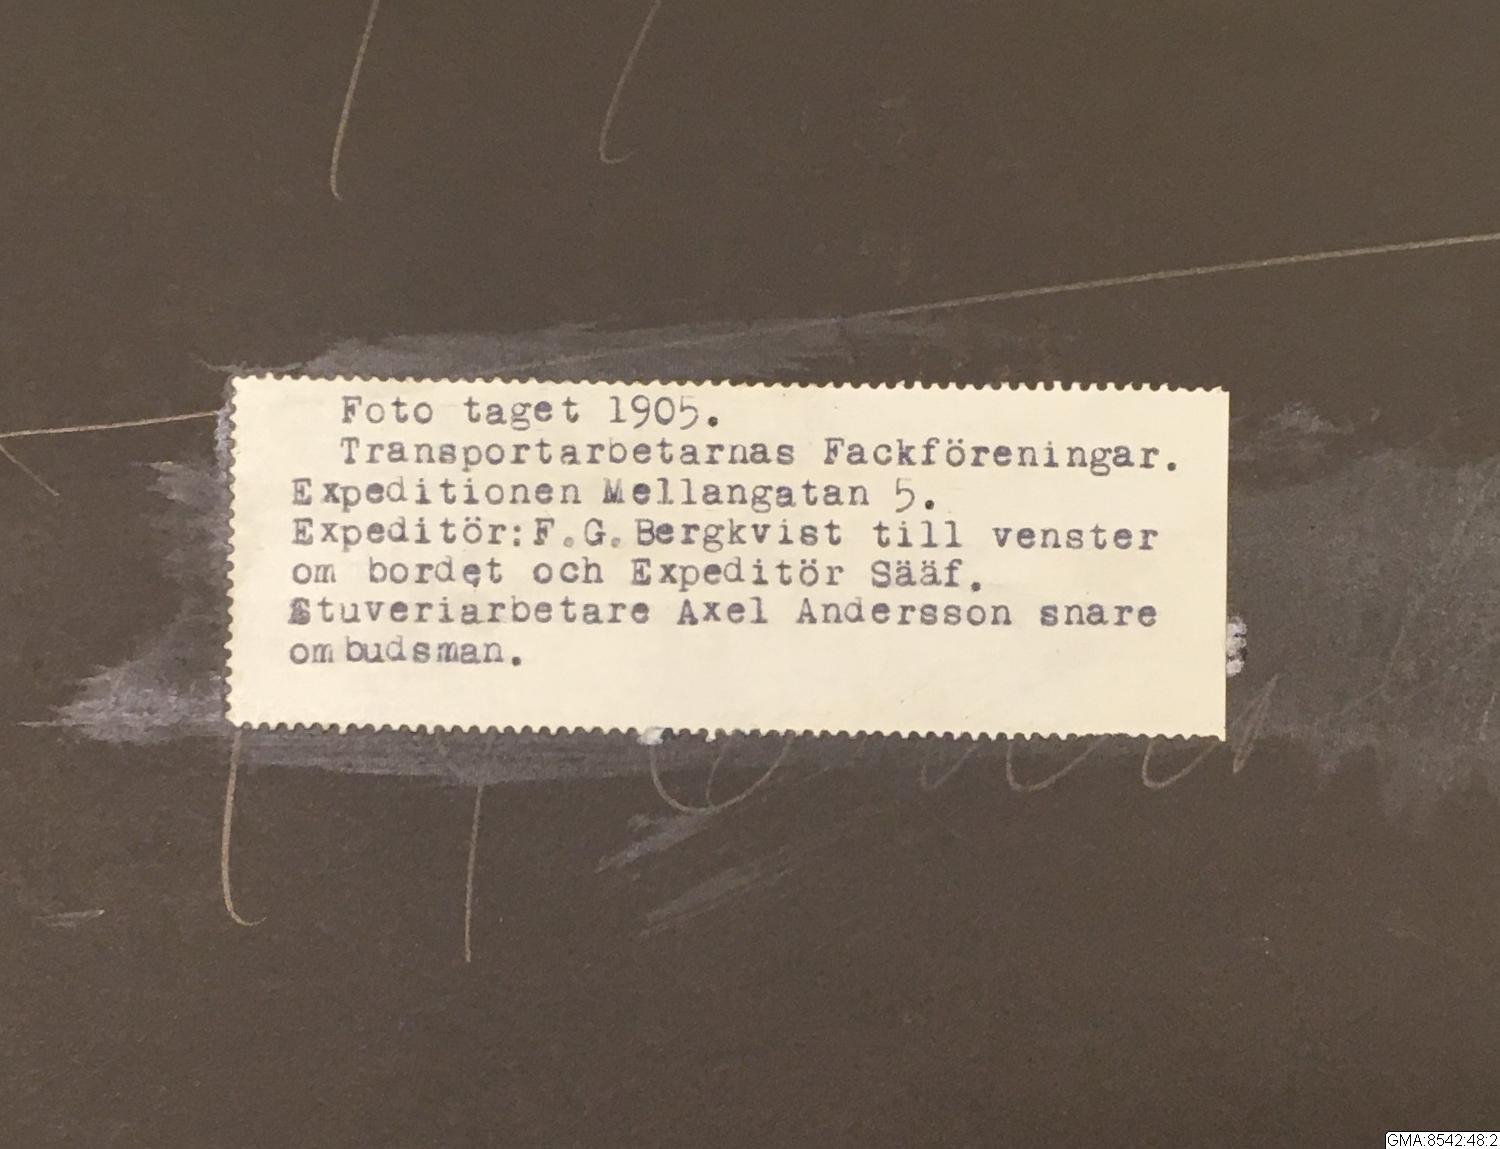 Foto taget 1905.
Transportarbetarnas Fackföreningar.
Expeditionen Mellangatan 5.
Expeditör: F.G. Bergkvist till venster
om bordet och Expeditör Sääf.
Stuveriarbetare Axel Andersson snare
ombudsman.
GMA:8542:48:2